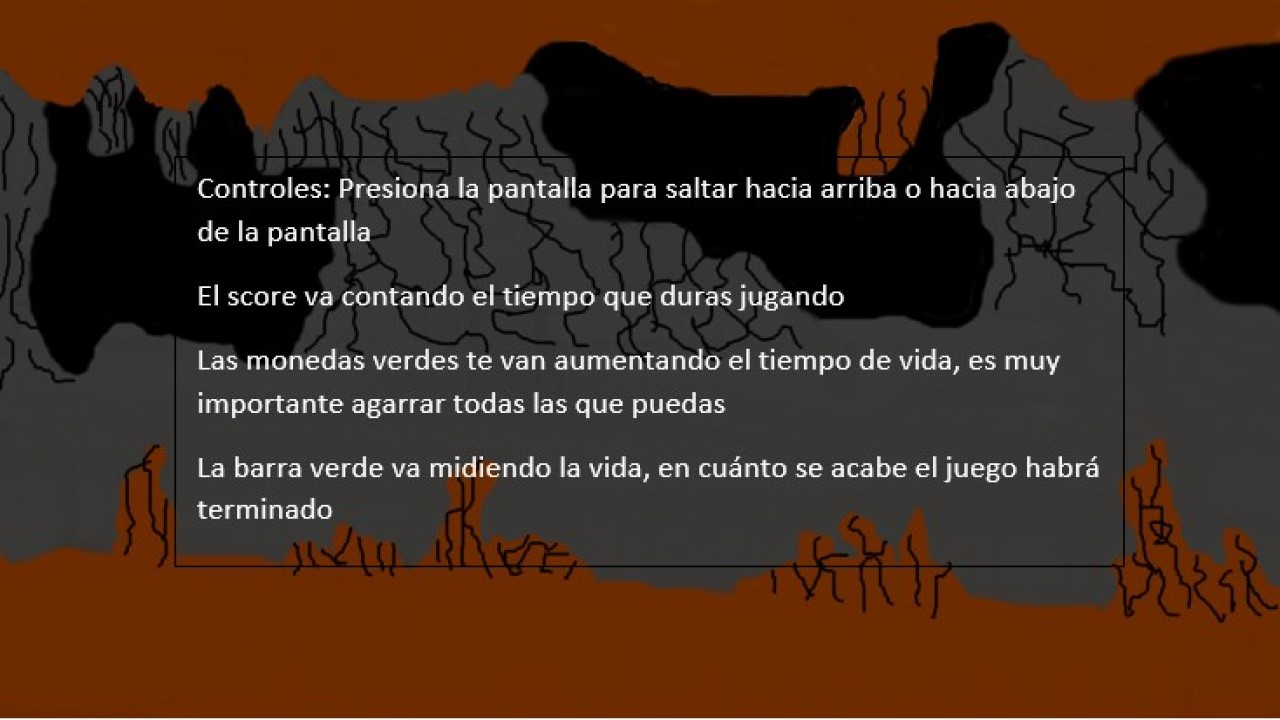 Controles: Presiona la pantalla para saltar hacia arriba o hacia abajo
de la pantalla
El score va contando el tiempo que duras jugando
Las monedas verdes te van aumentando el tiempo de vida, es muy
importante agarrar todas las que puedas
La barra verde va midiendo la vida, en cuánto se acabe el juego habrá
terminado